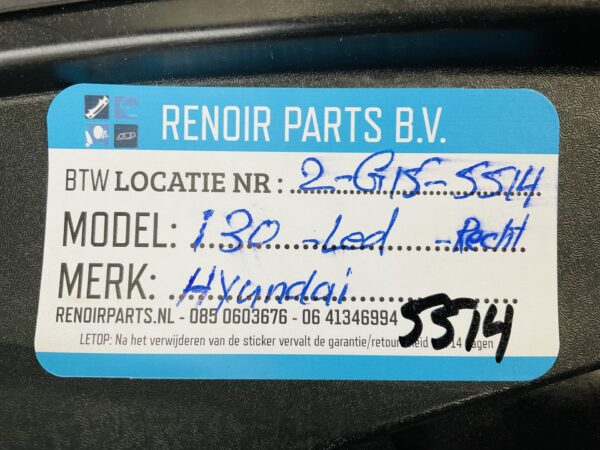 RENOIR PARTS B.V.
BTW LOCATIE NR : 2-G15-5514
MODEL: i30 -Led -Recht
MERK: Hyundai
RENOIRPARTS.NL - 085 0603676 - 06 41346994
5514
LETOP: Na het verwijderen van de sticker vervalt de garantie/retour 14 dagen